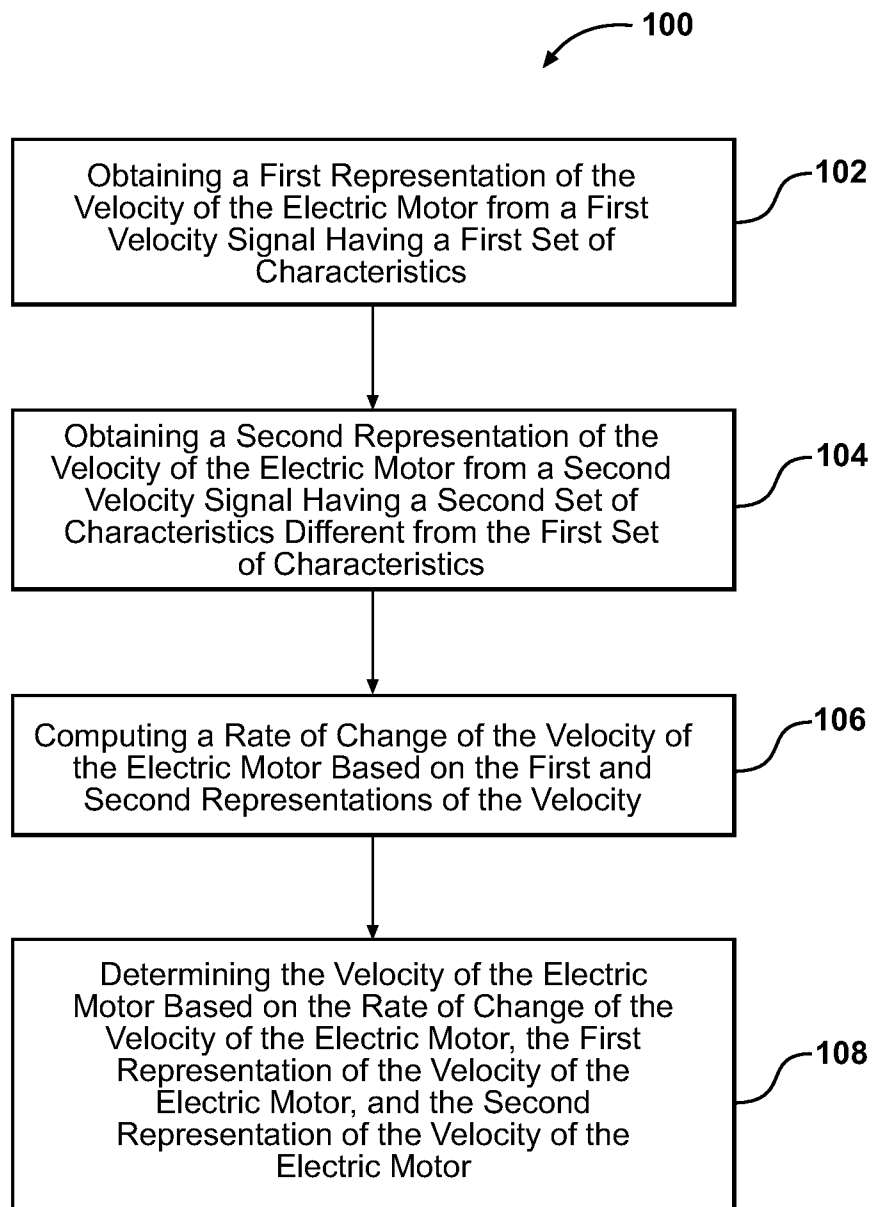 100
Obtaining a First Representation of the
Velocity of the Electric Motor from a First
Velocity Signal Having a First Set of
Characteristics
102
Obtaining a Second Representation of the
Velocity of the Electric Motor from a Second
Velocity Signal Having a Second Set of
Characteristics Different from the First Set
of Characteristics
104
Computing a Rate of Change of the Velocity of
the Electric Motor Based on the First and
Second Representations of the Velocity
106
Determining the Velocity of the Electric
Motor Based on the Rate of Change of the
Velocity of the Electric Motor, the First
Representation of the Velocity of the
Electric Motor, and the Second
Representation of the Velocity of the
Electric Motor
108